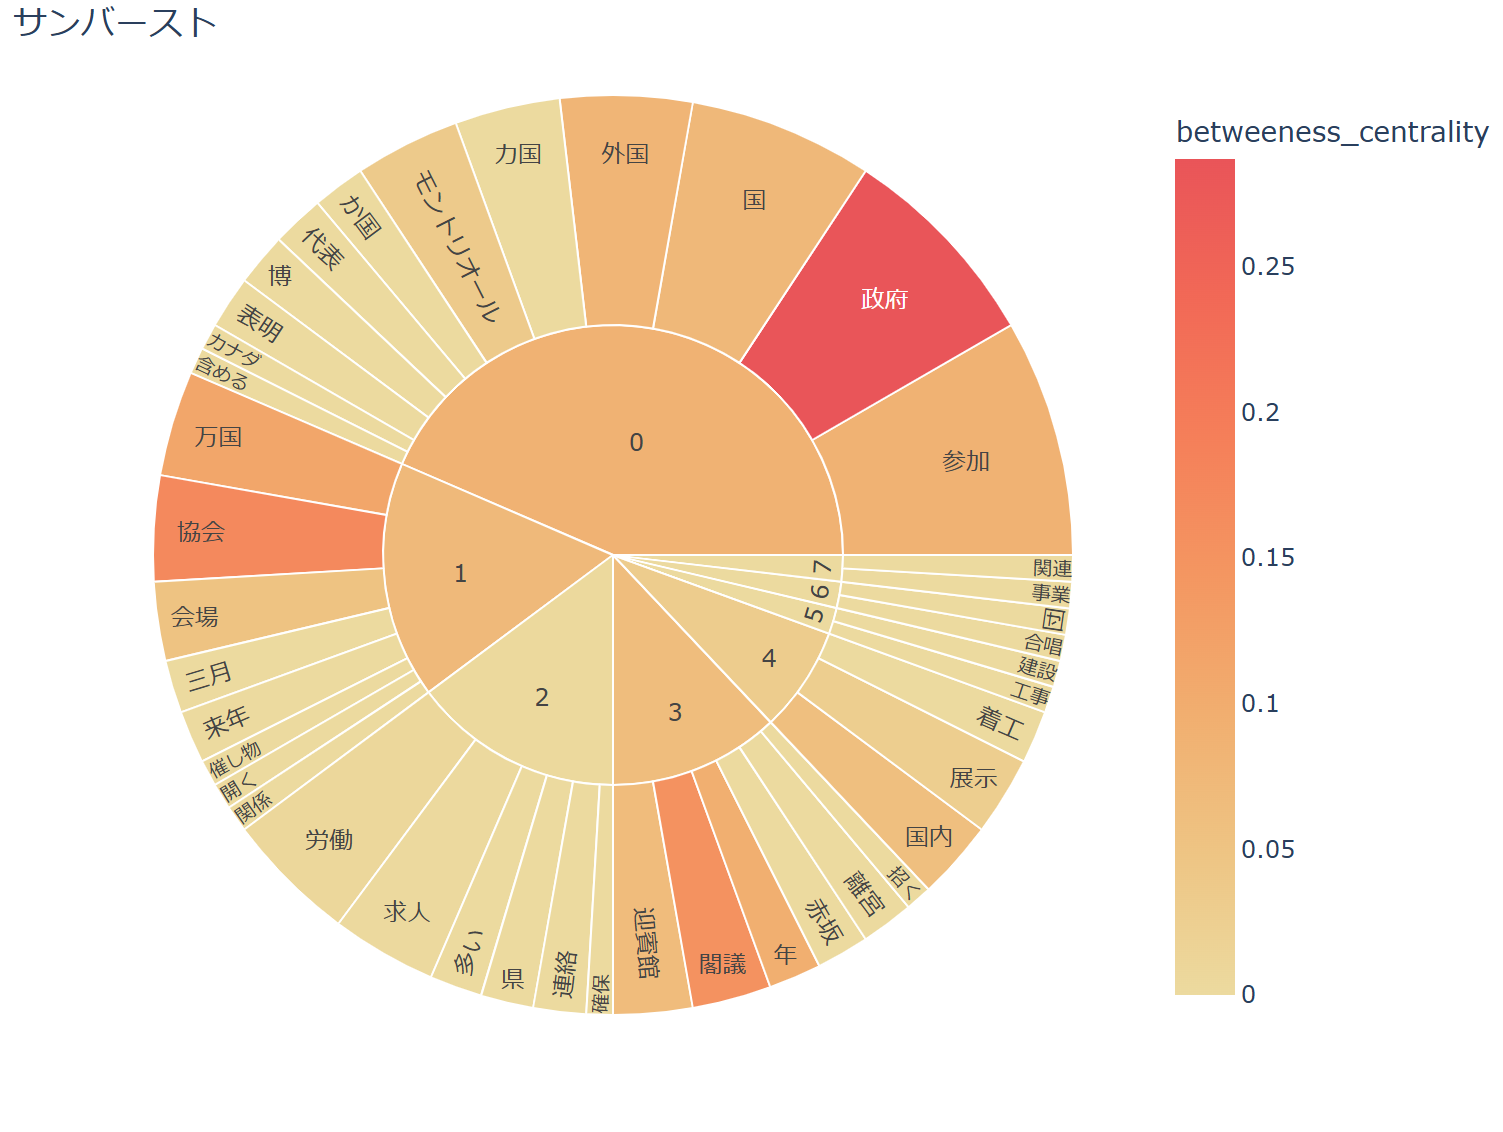 サンバースト
betweeness_centrality
0.25
0.2
0.15
0.1
0.05
0
参加
政府
国
外国
力国
モントリオール
か国
代表
博
表明
カナダ
含める
0
万国
協会
会場
三月
来年
催し物
開く
関係
1
労働
求人
多い
県
連絡
確保
2
迎賓館
閣議
年
赤坂
離宮
招く
3
国内
展示
着工
4
工事
建設
5
合唱
団
6
事業
関連
7